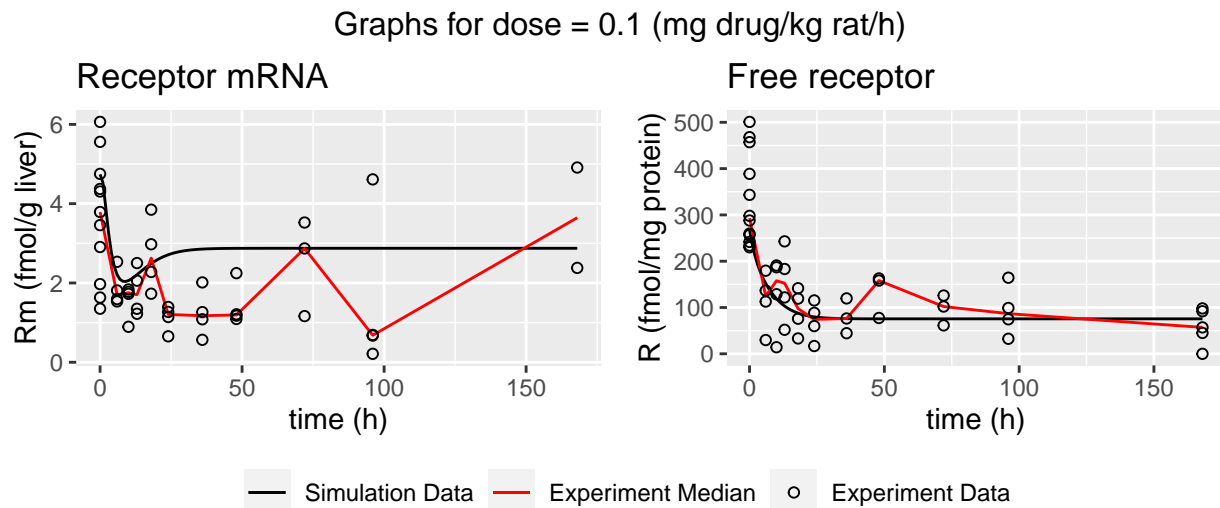 Graphs for dose = 0.1 (mg drug/kg rat/h)
Receptor mRNA
Rm (fmol/g liver)
6
4
2
0
0 50 100 150
time (h)
Free receptor
R (fmol/mg protein)
500
400
300
200
100
0
0 50 100 150
time (h)
Simulation Data Experiment Median Experiment Data